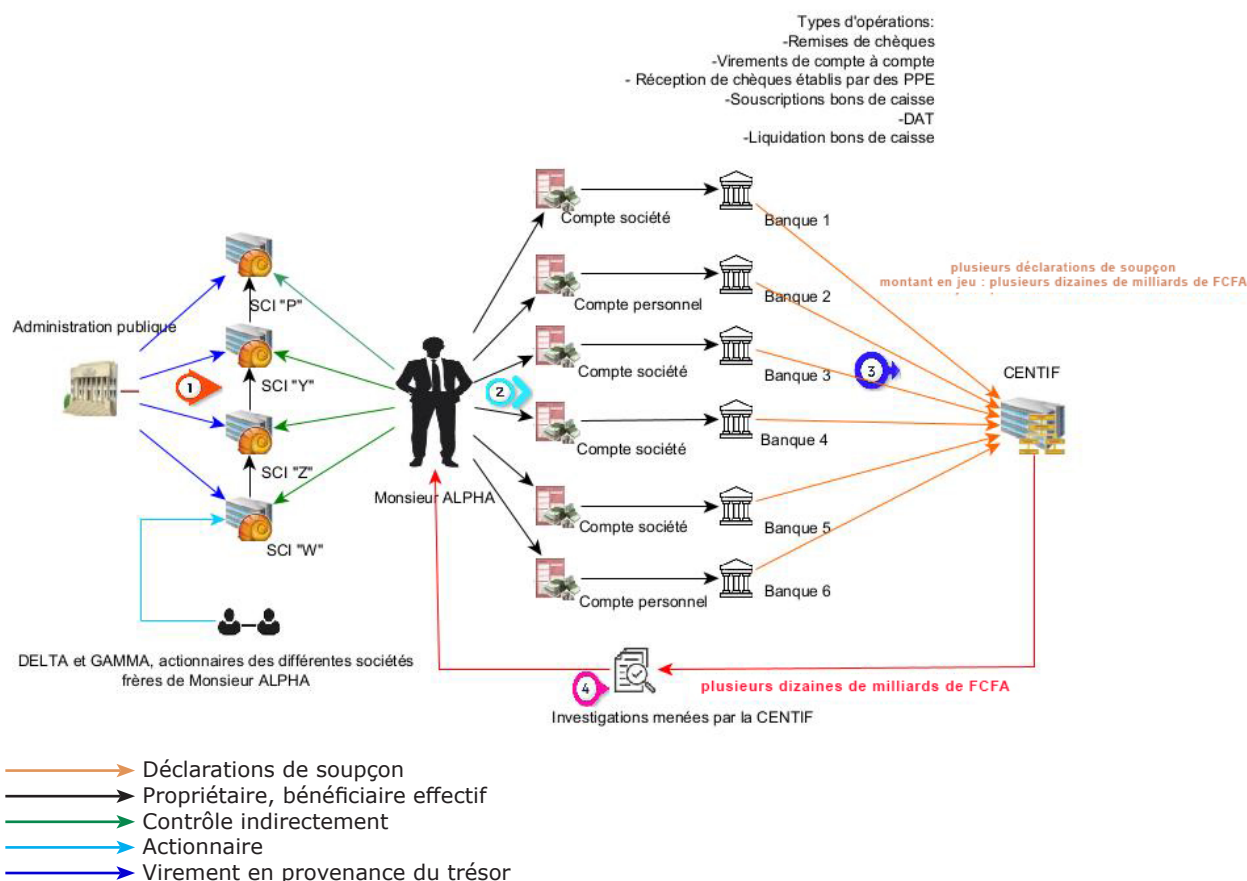 Types d'opérations:
-Remises de chèques
-Virements de compte à compte
- Réception de chèques établis par des PPE
-Souscriptions bons de caisse
-DAT
-Liquidation bons de caisse
Compte société
Banque 1
plusieurs déclarations de soupçon
montant en jeu : plusieurs dizaines de milliards de FCFA
Compte personnel
Banque 2
SCI "P"
Administration publique
Compte société
Banque 3
3
CENTIF
1
SCI "Y"
2
Compte société
Banque 4
SCI "Z"
Monsieur ALPHA
Compte société
Banque 5
SCI "W"
Compte personnel
Banque 6
DELTA et GAMMA, actionnaires des différentes sociétés
frères de Monsieur ALPHA
4
plusieurs dizaines de milliards de FCFA
Investigations menées par la CENTIF
Déclarations de soupçon
Propriétaire, bénéficiaire effectif
Contrôle indirectement
Actionnaire
Virement en provenance du trésor